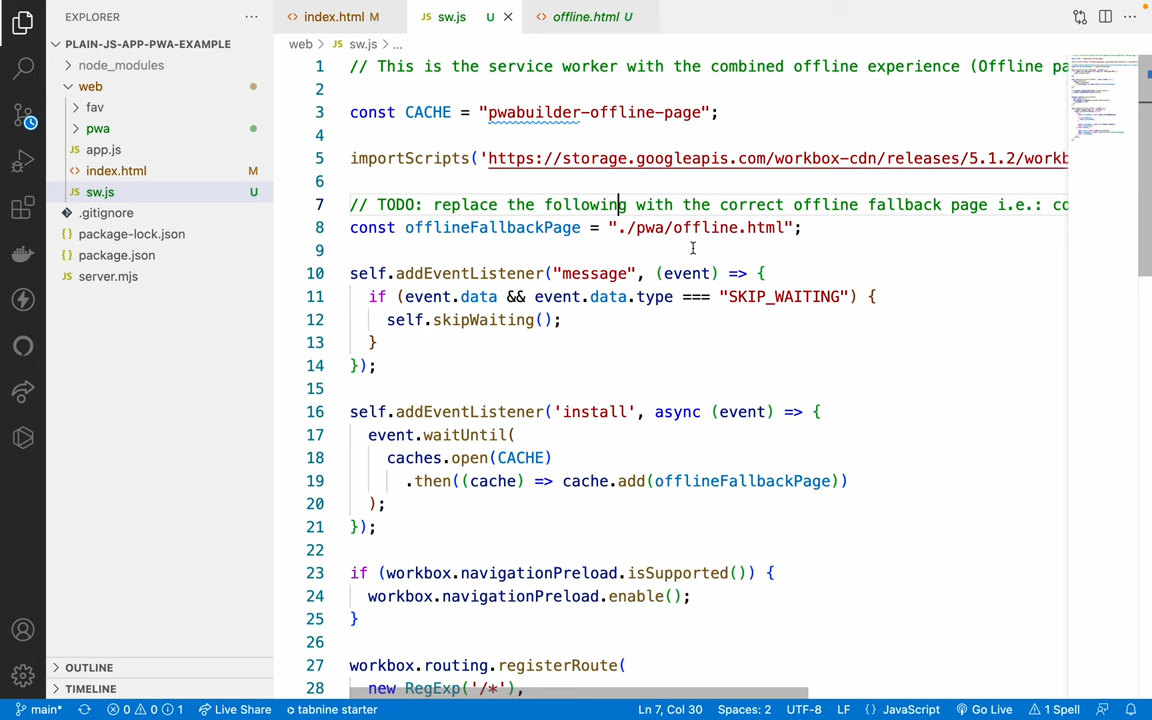 EXPLORER
index.html M
sw.js U
offline.html U
PLAIN-JS-APP-PWA-EXAMPLE
web > sw.js > ...
node_modules
web
fav
pwa
app.js
index.html M
sw.js U
.gitignore
package-lock.json
package.json
server.mjs
1 // This is the service worker with the combined offline experience (Offline pa
2
3 const CACHE = "pwabuilder-offline-page";
4
5 importScripts('https://storage.googleapis.com/workbox-cdn/releases/5.1.2/workb
6
7 // TODO: replace the following with the correct offline fallback page i.e.: co
8 const offlineFallbackPage = "./pwa/offline.html";
9
10 self.addEventListener("message", (event) => {
11 if (event.data && event.data.type === "SKIP_WAITING") {
12 self.skipWaiting();
13 }
14 });
15
16 self.addEventListener('install', async (event) => {
17 event.waitUntil(
18 caches.open(CACHE)
19 .then((cache) => cache.add(offlineFallbackPage))
20 );
21 });
22
23 if (workbox.navigationPreload.isSupported()) {
24 workbox.navigationPreload.enable();
25 }
26
27 workbox.routing.registerRoute(
28 new RegExp('/*'),
OUTLINE
TIMELINE
main* 0 0 1 Live Share tabnine starter Ln 7, Col 30 Spaces: 2 UTF-8 LF {} JavaScript Go Live 1 Spell